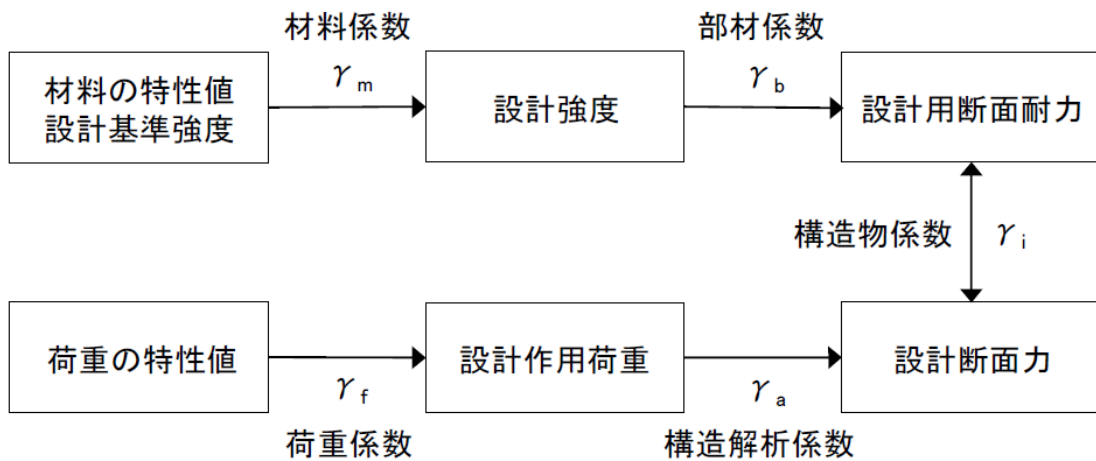 材料係数
部材係数
材料の特性値
設計基準強度
γm
設計強度
γb
設計用断面耐力
構造物係数
γi
荷重の特性値
γf
設計作用荷重
γa
設計断面力
荷重係数
構造解析係数